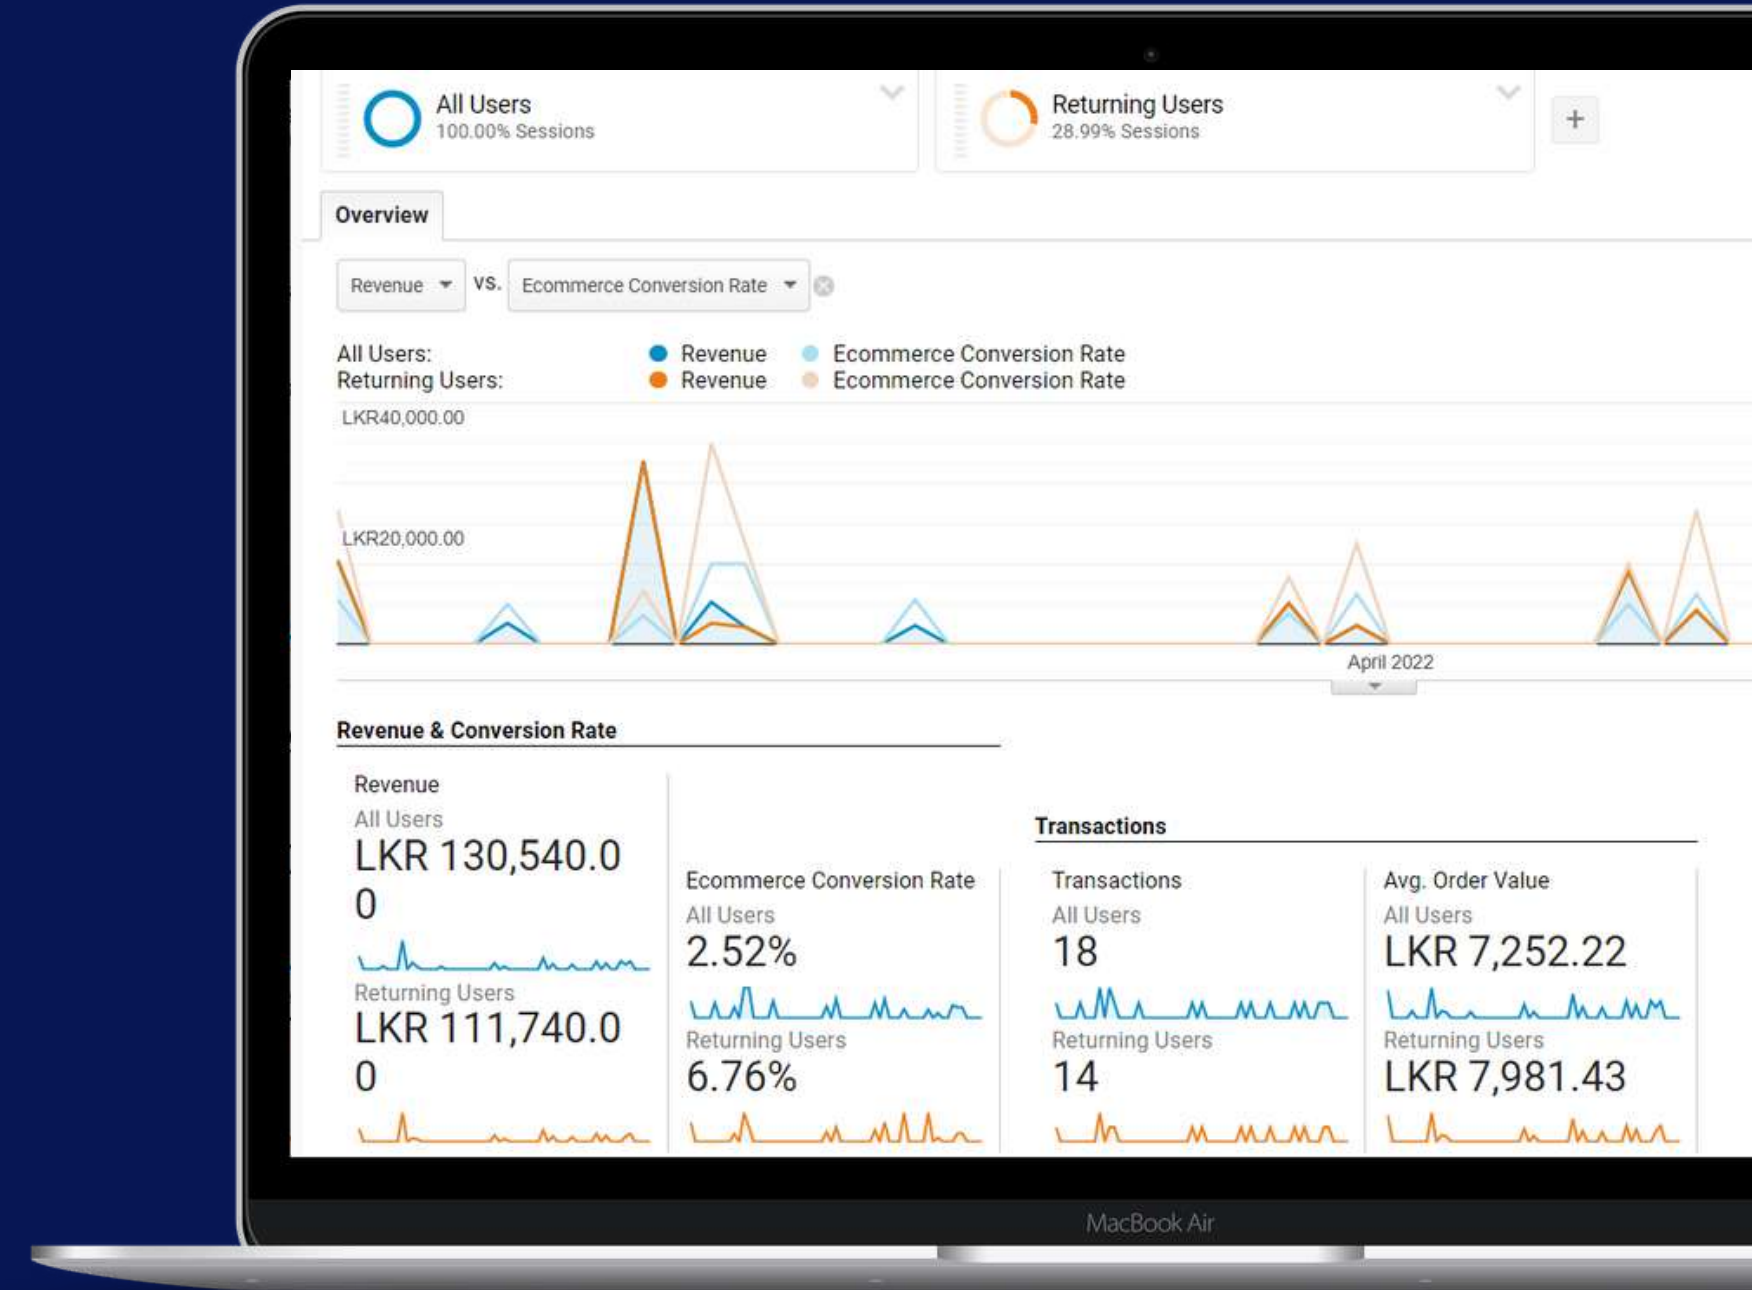 All Users
100.00% Sessions
Returning Users
28.99% Sessions
+
Overview
Revenue
VS.
Ecommerce Conversion Rate
All Users:
Revenue
Ecommerce Conversion Rate
Returning Users:
Revenue
Ecommerce Conversion Rate
LKR40,000.00
LKR20,000.00
April 2022
Revenue & Conversion Rate
Revenue
All Users
LKR 130,540.0
0
Returning Users
LKR 111,740.0
0
Ecommerce Conversion Rate
All Users
2.52%
Returning Users
6.76%
Transactions
Transactions
All Users
18
Returning Users
14
Avg. Order Value
All Users
LKR 7,252.22
Returning Users
LKR 7,981.43
MacBook Air